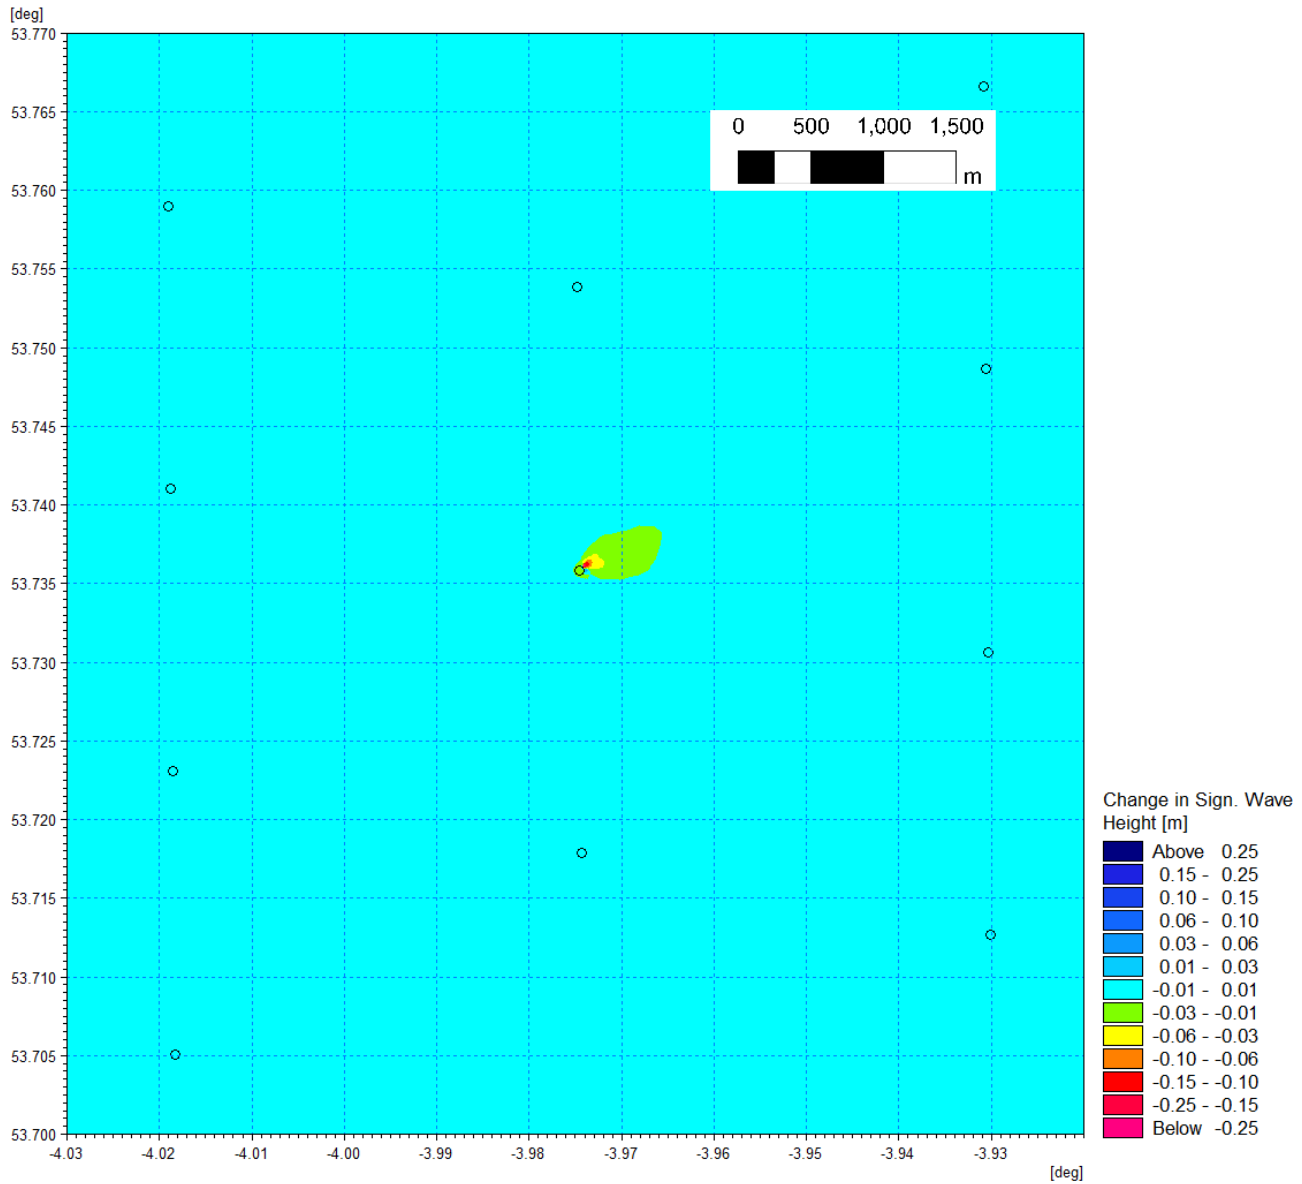 [deg]
53.770
53.765
53.760
53.755
53.750
53.745
53.740
53.735
53.730
53.725
53.720
53.715
53.710
53.705
53.700
0 500 1,000 1,500
m
-4.03 -4.02 -4.01 -4.00 -3.99 -3.98 -3.97 -3.96 -3.95 -3.94 -3.93
[deg]
Change in Sign. Wave
Height [m]
Above 0.25
0.15 - 0.25
0.10 - 0.15
0.06 - 0.10
0.03 - 0.06
0.01 - 0.03
-0.01 - 0.01
-0.03 - -0.01
-0.06 - -0.03
-0.10 - -0.06
-0.15 - -0.10
-0.25 - -0.15
Below -0.25